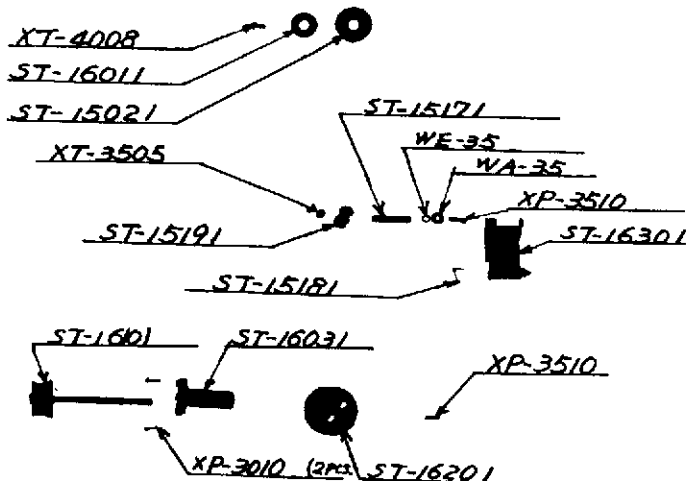 XT-4008
ST-16011
ST-15021
ST-15171
WE-35
XT-3505
WA-35
XP-3510
ST-15191
ST-16301
ST-15181
ST-16101
ST-16031
XP-3510
XP-3010 (2PCS.
ST-16201